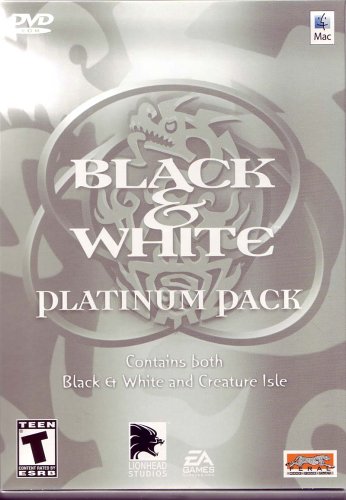 DVD
ROM
Mac
BLACK
&
WHITE
PLATINUM PACK
Contains both
Black & White and Creature Isle
TEEN
T
CONTENT RATED BY
ESRB
LIONHEAD
STUDIOS
EA
GAMES
FERAL